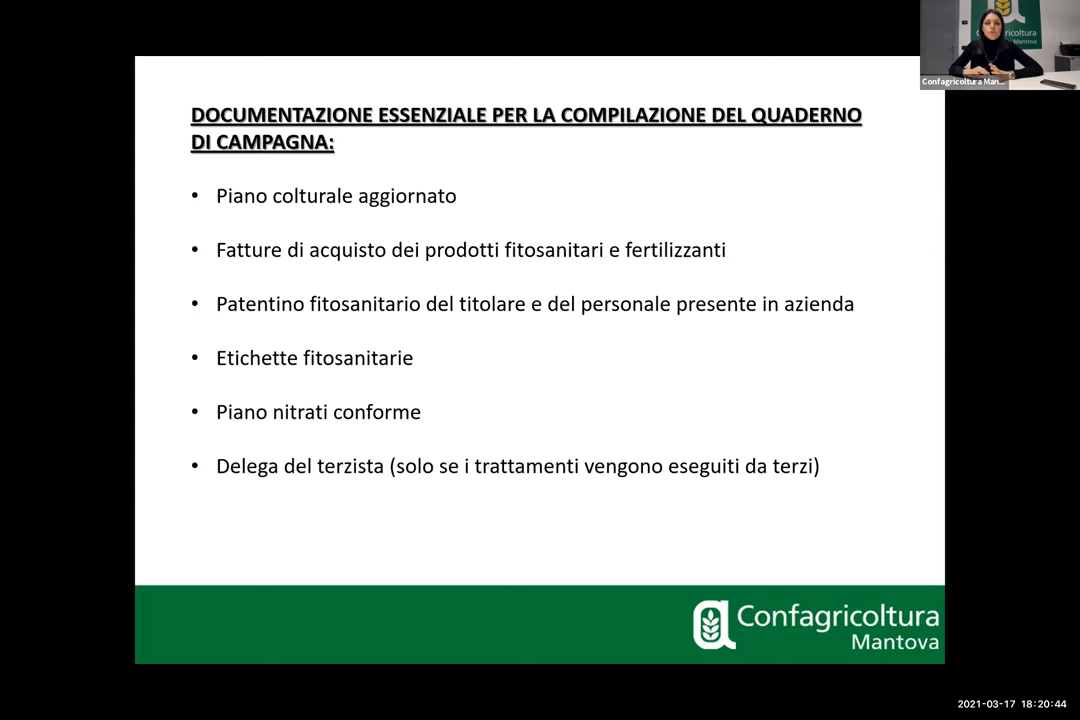 DOCUMENTAZIONE ESSENZIALE PER LA COMPILAZIONE DEL QUADERNO
DI CAMPAGNA:
• Piano colturale aggiornato
• Fatture di acquisto dei prodotti fitosanitari e fertilizzanti
• Patentino fitosanitario del titolare e del personale presente in azienda
• Etichette fitosanitarie
• Piano nitrati conforme
• Delega del terzista (solo se i trattamenti vengono eseguiti da terzi)
Confagricoltura
Mantova
ricoltura
Mantova
Confagricoltura Man...
2021-03-17 18:20:44